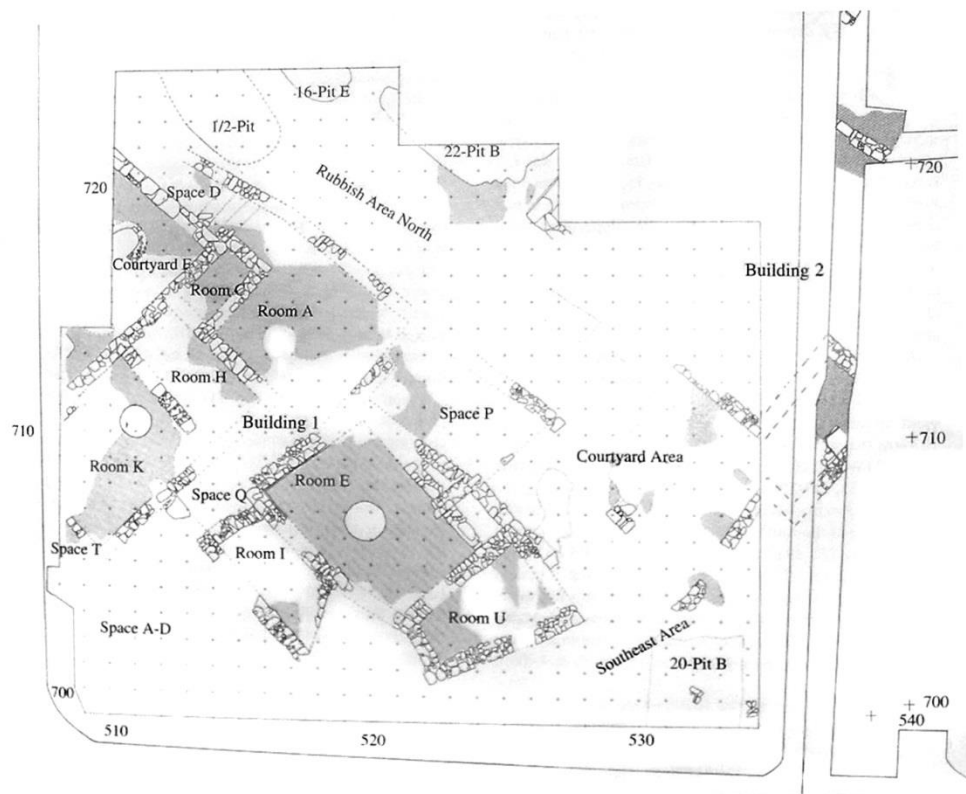 16-Pit E
1/2-Pit
22-Pit B
720
Space D
Rubbish Area North
720
Courtyard F
Building 2
Room G
Room A
Room H
Building 1
Space P
710
710
Room K
Room E
Courtyard Area
Space Q
Space T
Room I
Room U
Space A-D
Southeast Area
20-Pit B
700
700
510
520
530
540